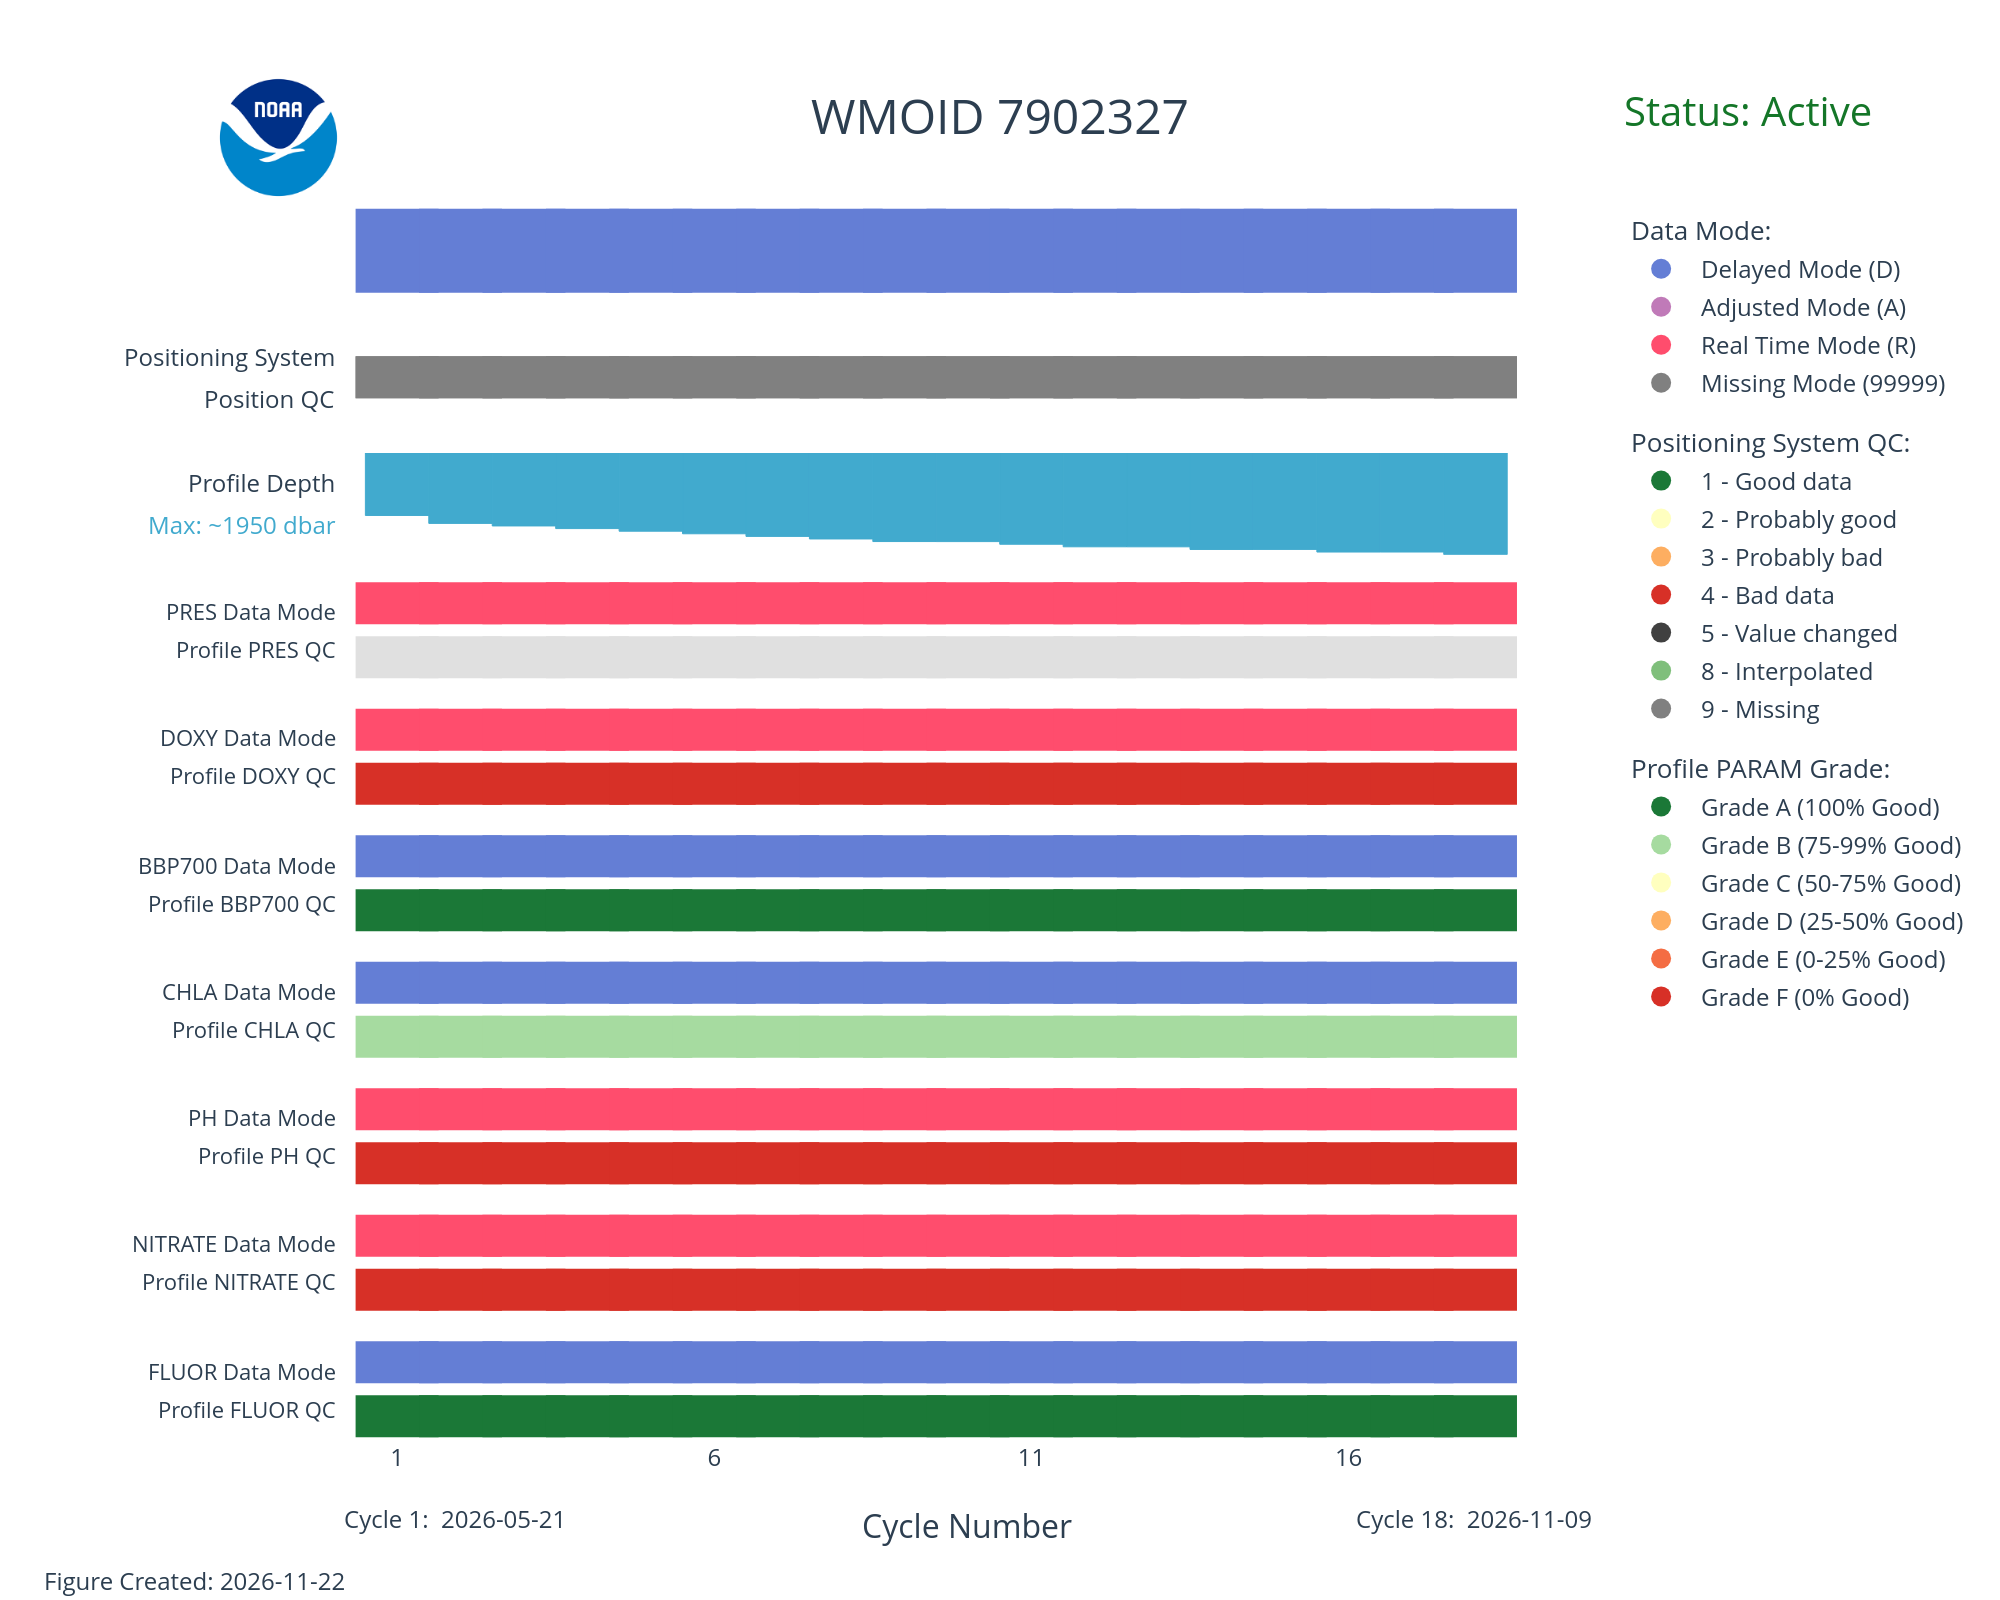 NOAA
WMOID 7902327
Status: Active
Positioning System
Position QC
Profile Depth
Max: ~1950 dbar
PRES Data Mode
Profile PRES QC
DOXY Data Mode
Profile DOXY QC
BBP700 Data Mode
Profile BBP700 QC
CHLA Data Mode
Profile CHLA QC
PH Data Mode
Profile PH QC
NITRATE Data Mode
Profile NITRATE QC
FLUOR Data Mode
Profile FLUOR QC
1 6 11 16
Cycle 1: 2026-05-21
Cycle Number
Cycle 18: 2026-11-09
Figure Created: 2026-11-22
Data Mode:
Delayed Mode (D)
Adjusted Mode (A)
Real Time Mode (R)
Missing Mode (99999)
Positioning System QC:
1 - Good data
2 - Probably good
3 - Probably bad
4 - Bad data
5 - Value changed
8 - Interpolated
9 - Missing
Profile PARAM Grade:
Grade A (100% Good)
Grade B (75-99% Good)
Grade C (50-75% Good)
Grade D (25-50% Good)
Grade E (0-25% Good)
Grade F (0% Good)